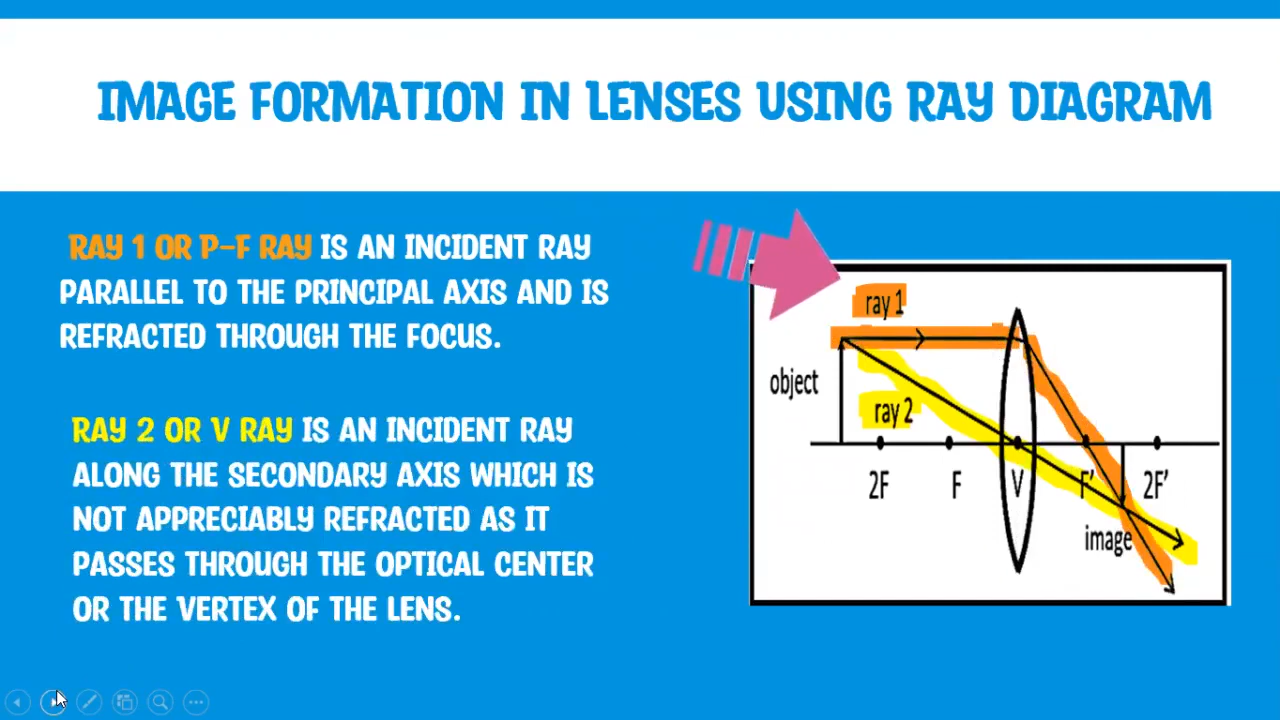 IMAGE FORMATION IN LENSES USING RAY DIAGRAM
RAY 1 OR P-F RAY IS AN INCIDENT RAY
PARALLEL TO THE PRINCIPAL AXIS AND IS
REFRACTED THROUGH THE FOCUS.
RAY 2 OR V RAY IS AN INCIDENT RAY
ALONG THE SECONDARY AXIS WHICH IS
NOT APPRECIABLY REFRACTED AS IT
PASSES THROUGH THE OPTICAL CENTER
OR THE VERTEX OF THE LENS.
ray 1
object
ray 2
2F F V F' 2F'
image